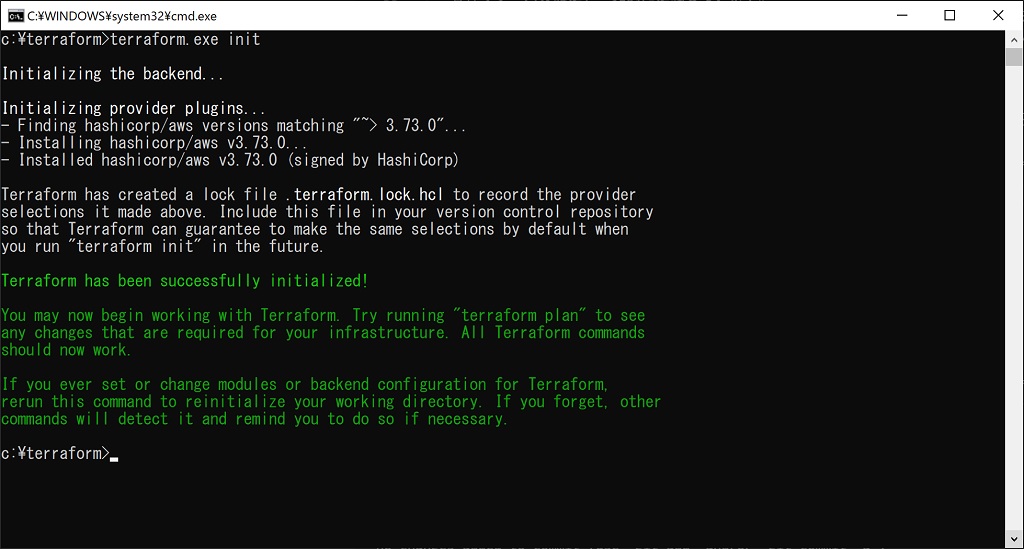 C:¥WINDOWS¥system32¥cmd.exe
c:¥terraform>terraform.exe init
Initializing the backend...
Initializing provider plugins...
- Finding hashicorp/aws versions matching "~> 3.73.0"...
- Installing hashicorp/aws v3.73.0...
- Installed hashicorp/aws v3.73.0 (signed by HashiCorp)
Terraform has created a lock file .terraform.lock.hcl to record the provider
selections it made above. Include this file in your version control repository
so that Terraform can guarantee to make the same selections by default when
you run "terraform init" in the future.
Terraform has been successfully initialized!
You may now begin working with Terraform. Try running "terraform plan" to see
any changes that are required for your infrastructure. All Terraform commands
should now work.
If you ever set or change modules or backend configuration for Terraform,
rerun this command to reinitialize your working directory. If you forget, other
commands will detect it and remind you to do so if necessary.
c:¥terraform>